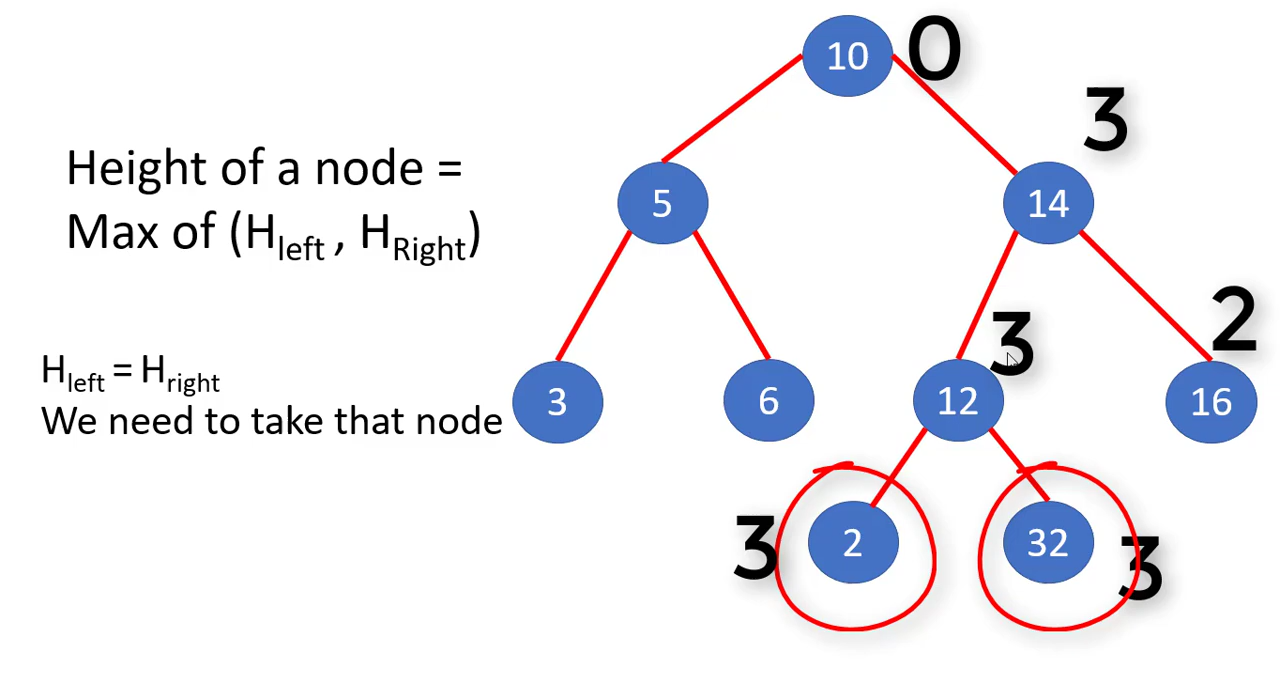 10 0
3
Height of a node =
Max of (Hleft , HRight)
5 14
3 2
Hleft = Hright
We need to take that node
3 6 12 16
3 2 32 3